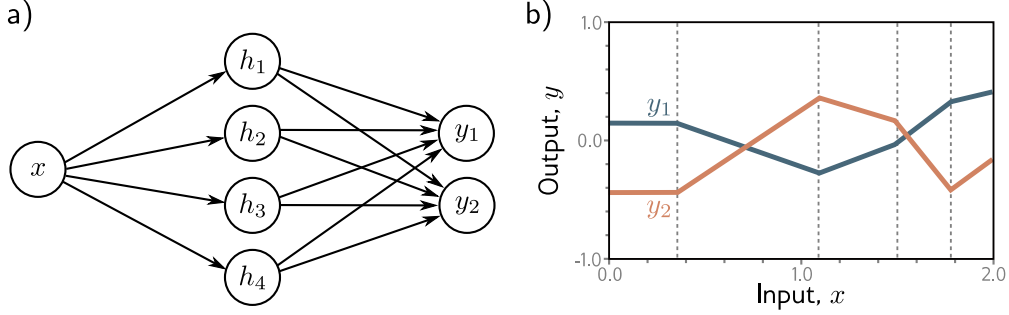 a)
x
h₁
h₂
h₃
h₄
y₁
y₂
b)
Output, y
1.0
0.0
-1.0
y₁
y₂
0.0
1.0
2.0
Input, x